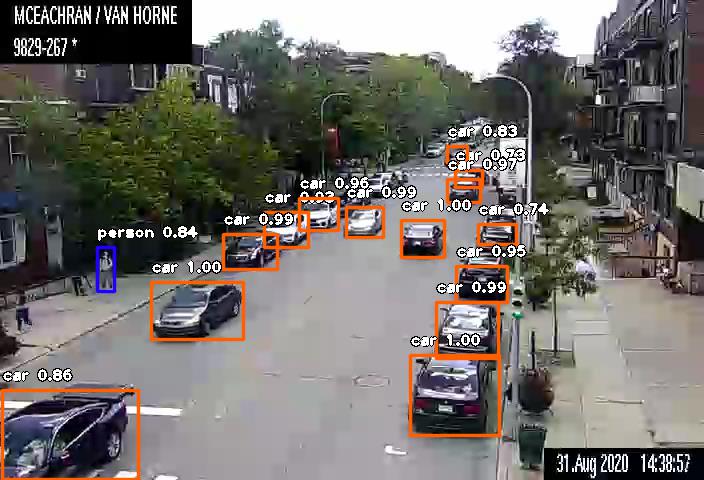 MCEACHRAN / VAN HORNE
9829-267 *
car 0.83
car 0.73
car 0.97
car 0.96
car 0.99
car 1.00
car 0.74
car 0.99
person 0.84
car 0.95
car 1.00
car 0.99
car 1.00
car 0.86
31.Aug 2020 14:38:57